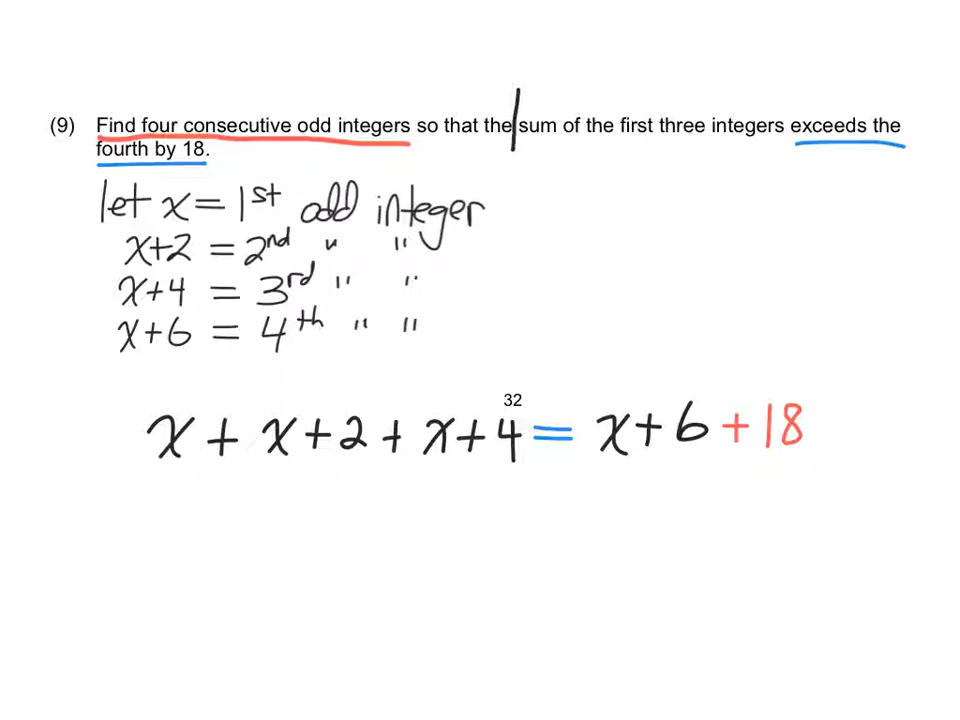 (9) Find four consecutive odd integers so that the sum of the first three integers exceeds the
fourth by 18.
let x = 1st odd integer
x+2 = 2nd " "
x+4 = 3rd " "
x+6 = 4th " "
32
x + x+2 + x+4 = x+6 +18